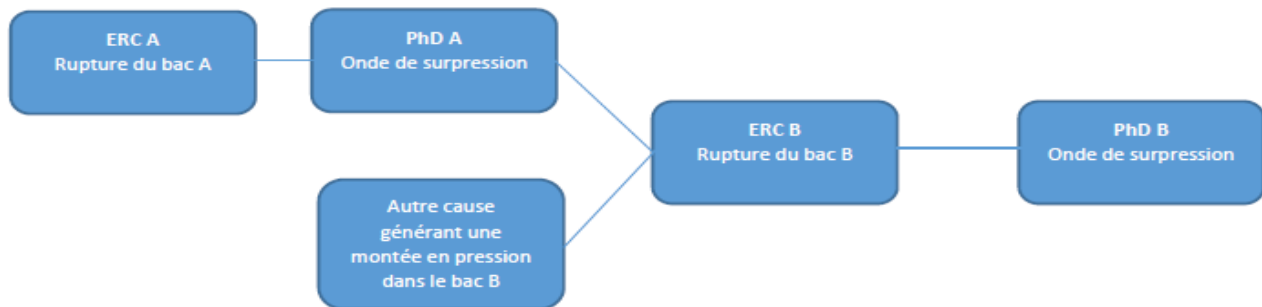 ERC A
Rupture du bac A
PhD A
Onde de surpression
Autre cause
générant une
montée en pression
dans le bac B
ERC B
Rupture du bac B
PhD B
Onde de surpression